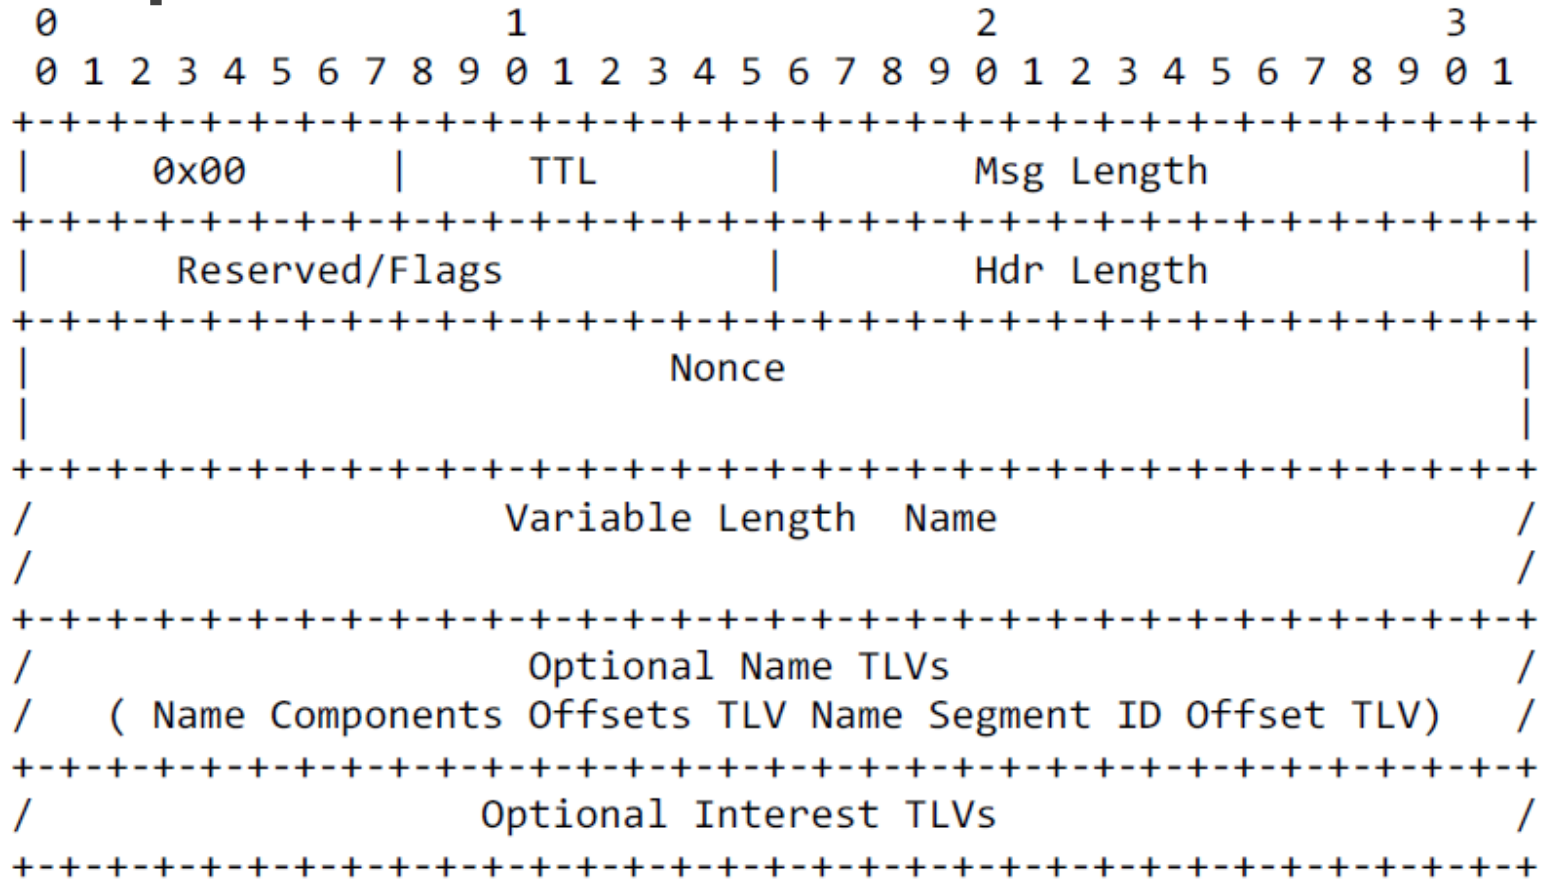 0                   1                   2                   3
0 1 2 3 4 5 6 7 8 9 0 1 2 3 4 5 6 7 8 9 0 1 2 3 4 5 6 7 8 9 0 1
+-+-+-+-+-+-+-+-+-+-+-+-+-+-+-+-+-+-+-+-+-+-+-+-+-+-+-+-+-+-+-+-+
|     0x00      |     TTL       |        Msg Length             |
+-+-+-+-+-+-+-+-+-+-+-+-+-+-+-+-+-+-+-+-+-+-+-+-+-+-+-+-+-+-+-+-+
|      Reserved/Flags           |        Hdr Length             |
+-+-+-+-+-+-+-+-+-+-+-+-+-+-+-+-+-+-+-+-+-+-+-+-+-+-+-+-+-+-+-+-+
|                           Nonce                               |
|                                                               |
+-+-+-+-+-+-+-+-+-+-+-+-+-+-+-+-+-+-+-+-+-+-+-+-+-+-+-+-+-+-+-+-+
/                    Variable Length  Name                      /
/                                                               /
+-+-+-+-+-+-+-+-+-+-+-+-+-+-+-+-+-+-+-+-+-+-+-+-+-+-+-+-+-+-+-+-+
/                     Optional Name TLVs                        /
/   ( Name Components Offsets TLV Name Segment ID Offset TLV)   /
+-+-+-+-+-+-+-+-+-+-+-+-+-+-+-+-+-+-+-+-+-+-+-+-+-+-+-+-+-+-+-+-+
/                   Optional Interest TLVs                      /
+-+-+-+-+-+-+-+-+-+-+-+-+-+-+-+-+-+-+-+-+-+-+-+-+-+-+-+-+-+-+-+-+